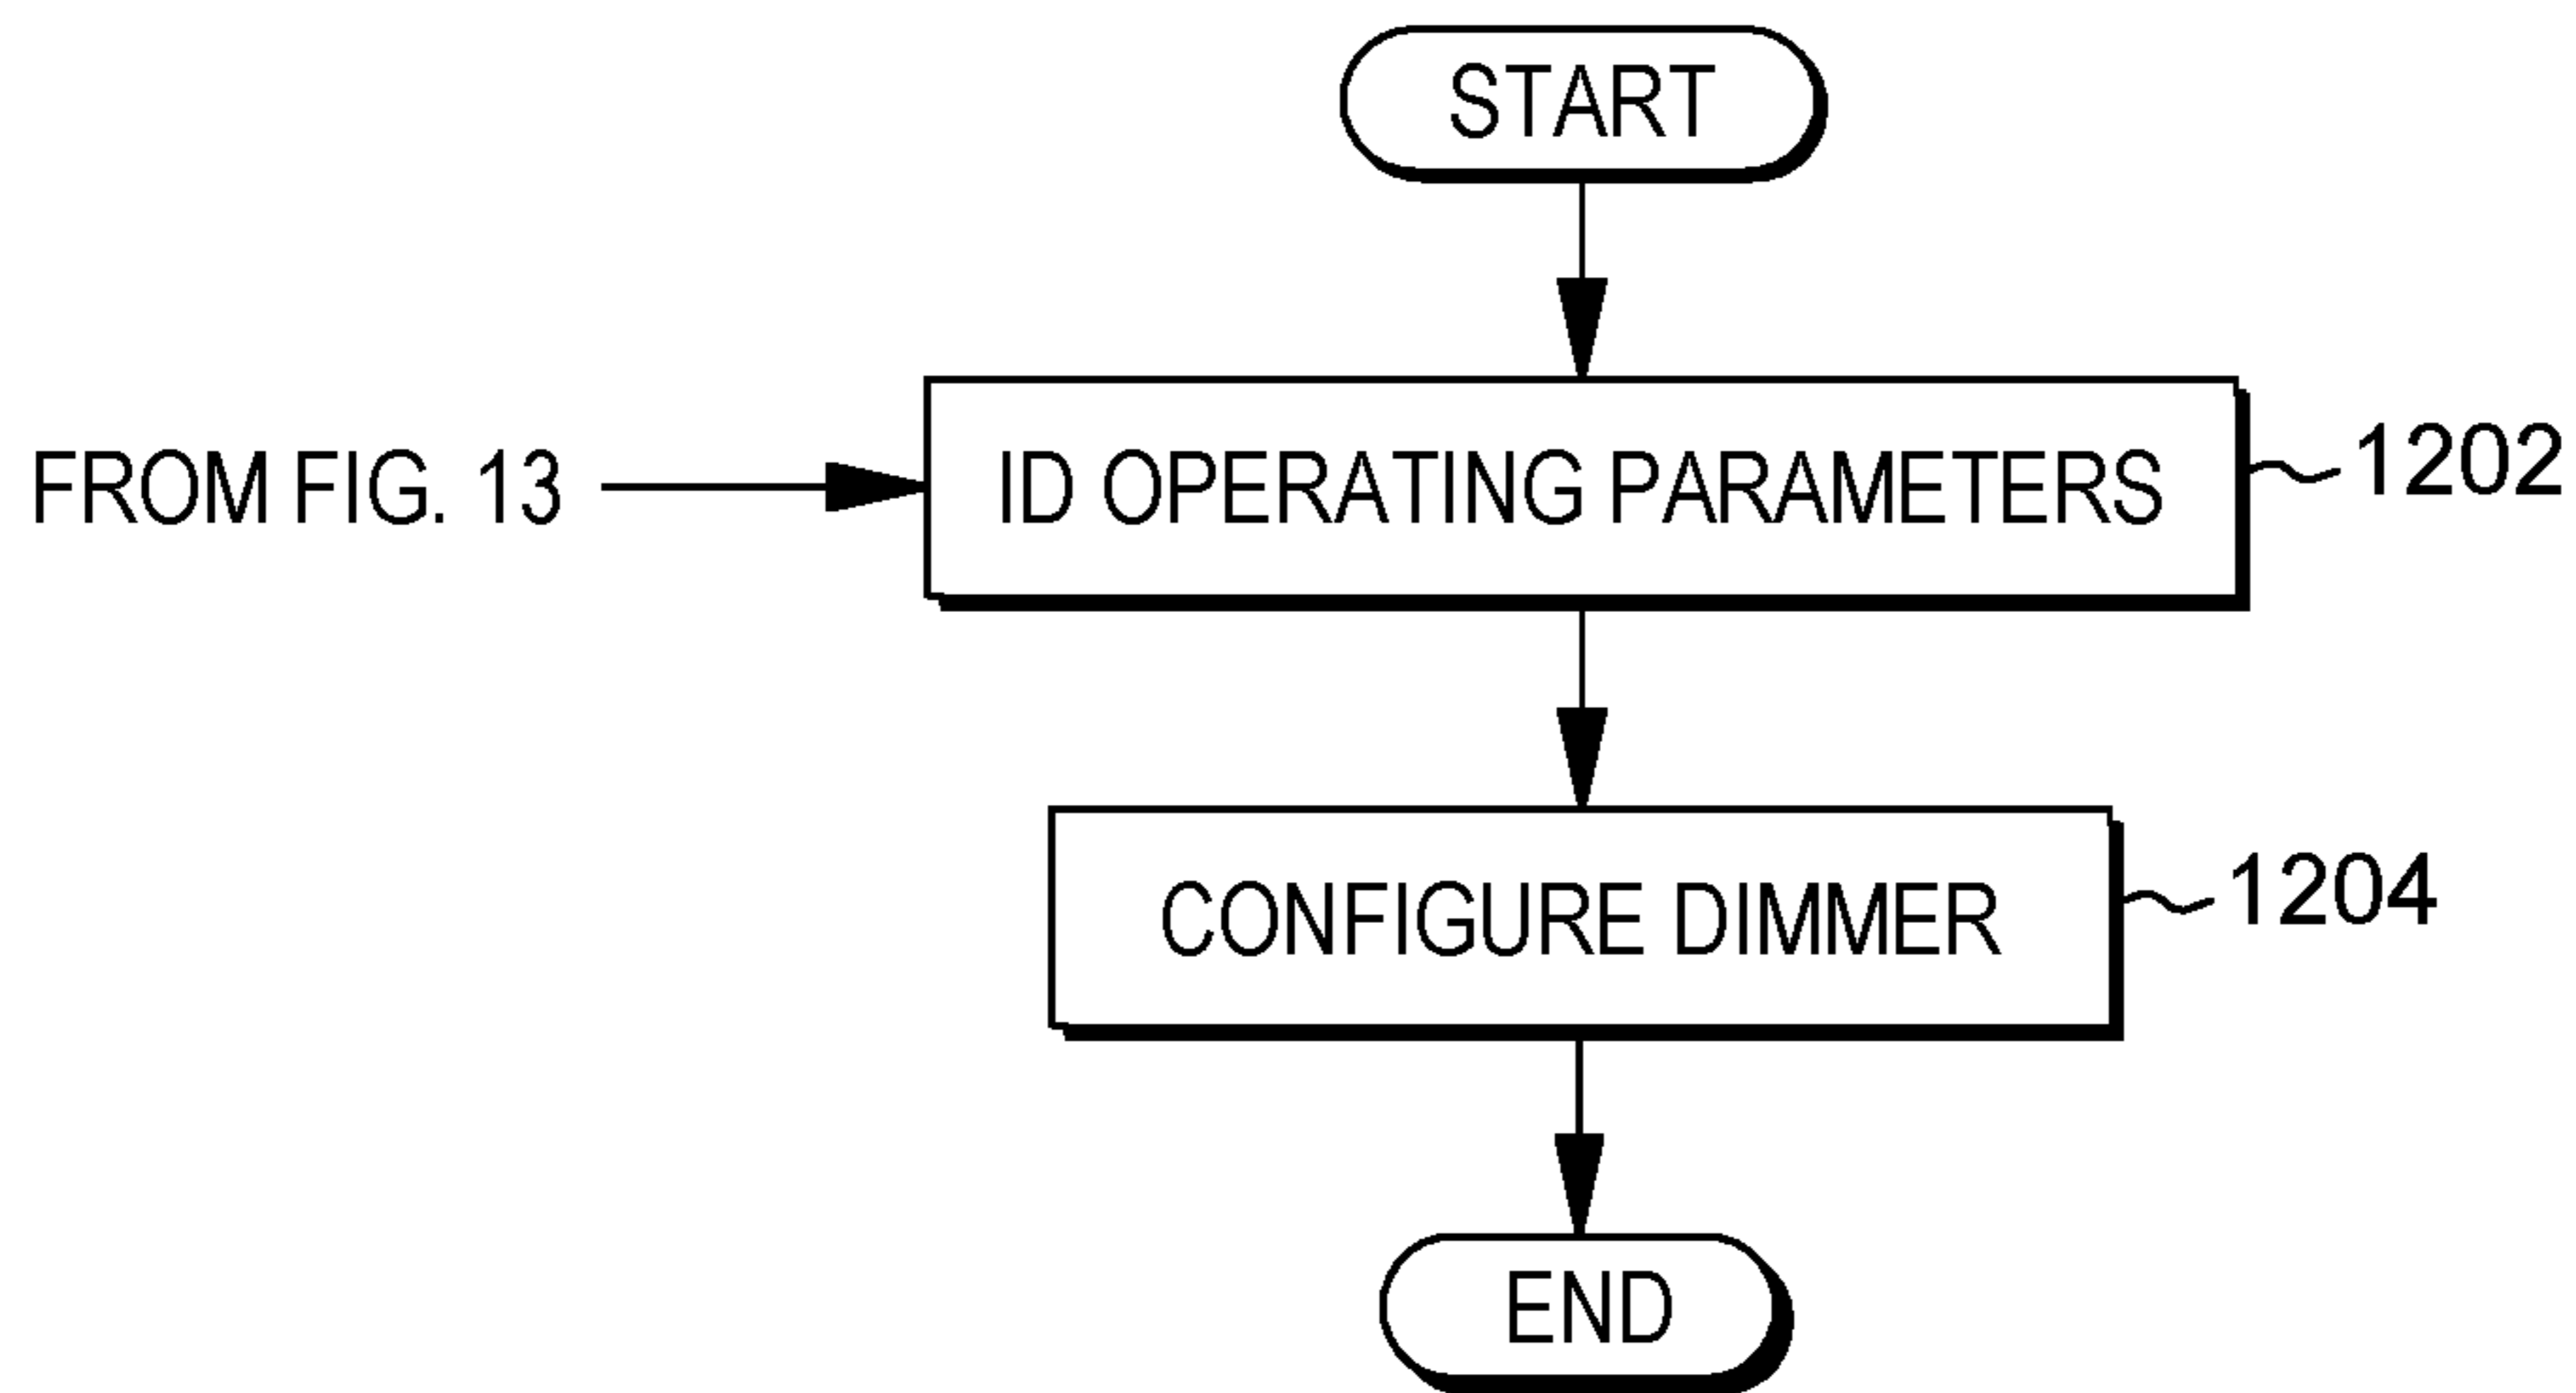 START
FROM FIG. 13
ID OPERATING PARAMETERS
1202
CONFIGURE DIMMER
1204
END